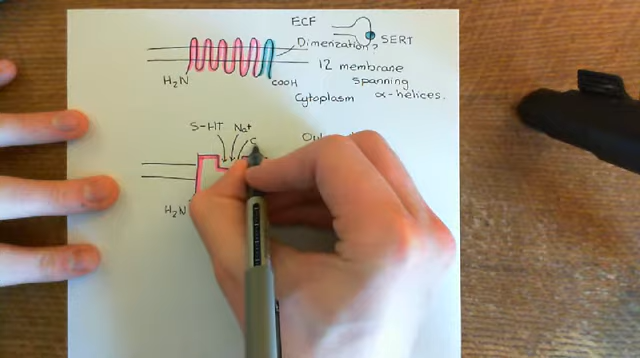 ECF
SERT
Dimerization?
12 membrane
spanning
α-helices.
H₂N
COOH
Cytoplasm
5-HT Na+
H₂N